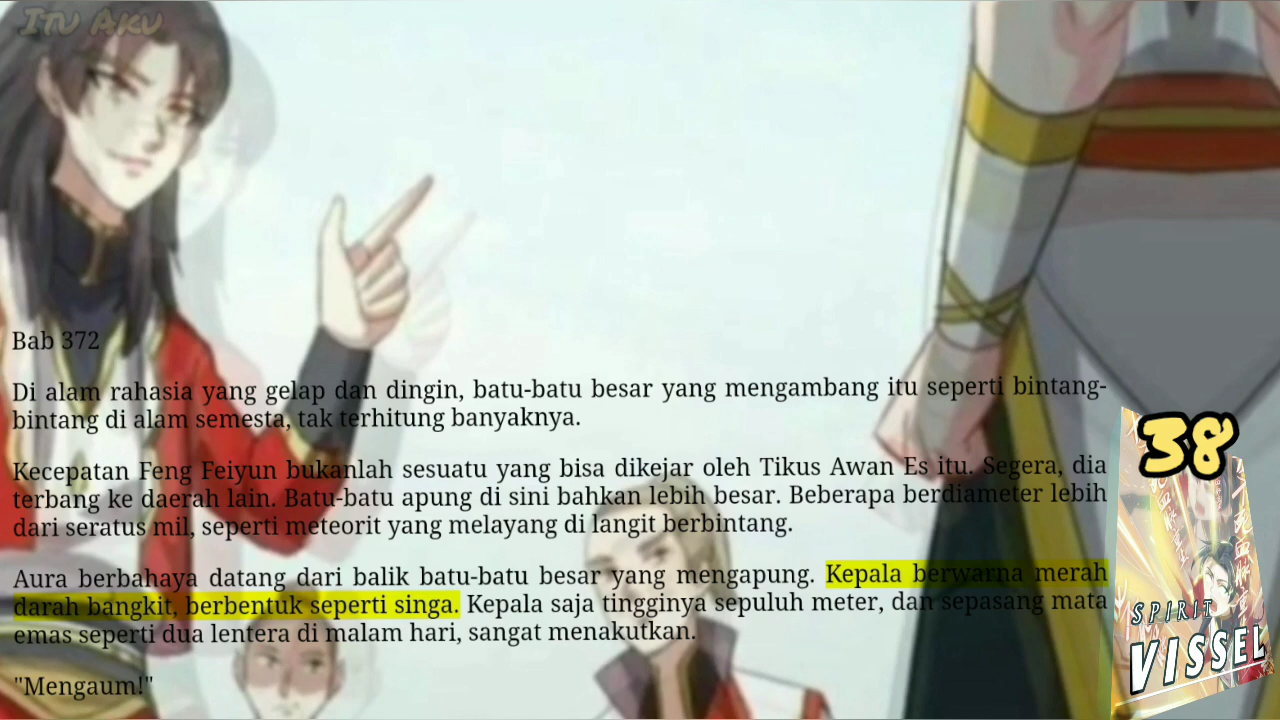 Itu Aku
Bab 372
Di alam rahasia yang gelap dan dingin, batu-batu besar yang mengambang itu seperti bintang-
bintang di alam semesta, tak terhitung banyaknya.
Kecepatan Feng Feiyun bukanlah sesuatu yang bisa dikejar oleh Tikus Awan Es itu. Segera, dia
terbang ke daerah lain. Batu-batu apung di sini bahkan lebih besar. Beberapa berdiameter lebih
dari seratus mil, seperti meteorit yang melayang di langit berbintang.
Aura berbahaya datang dari balik batu-batu besar yang mengapung. Kepala berwarna merah
darah bangkit, berbentuk seperti singa. Kepala saja tingginya sepuluh meter, dan sepasang mata
emas seperti dua lentera di malam hari, sangat menakutkan.
"Mengaum!"
38
SPIRIT
VISSEL